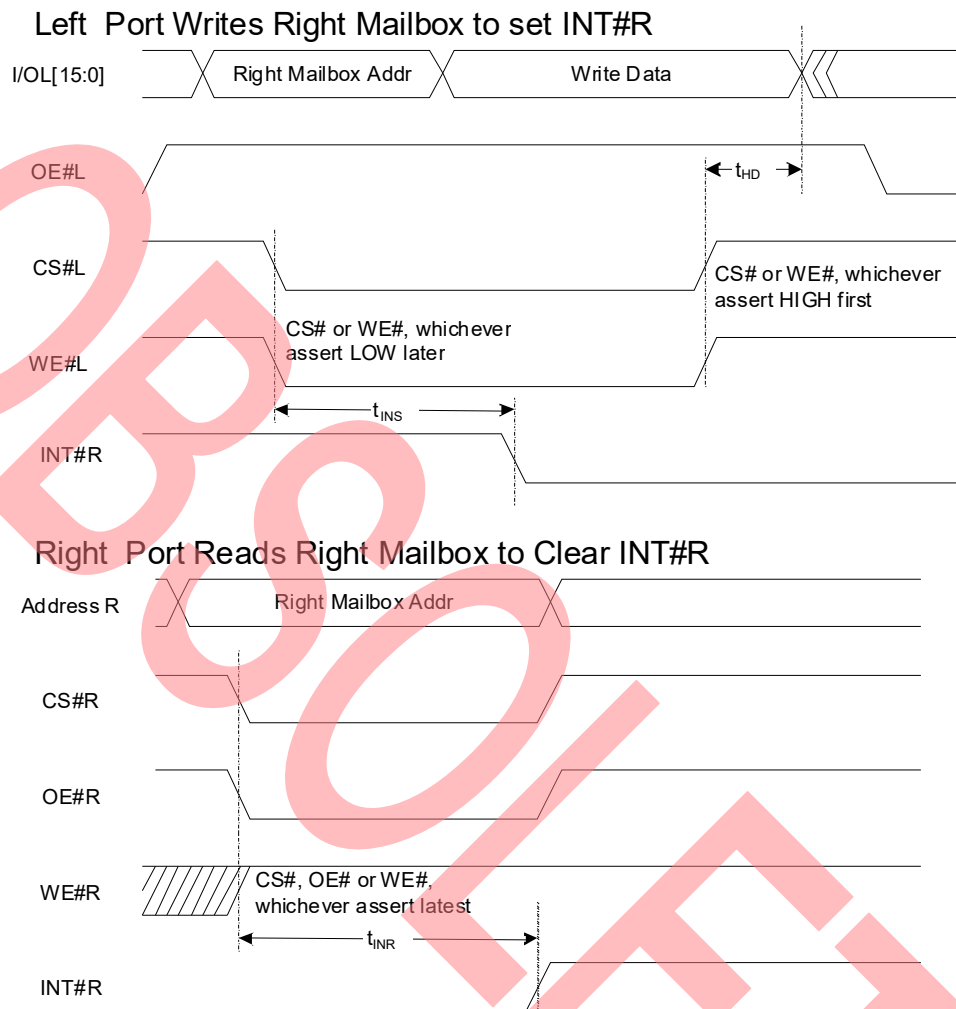 Left Port Writes Right Mailbox to set INT#R
I/OL[15:0]
Right Mailbox Addr
Write Data
OE#L
tHD
CS#L
CS# or WE#, whichever
assert HIGH first
CS# or WE#, whichever
assert LOW later
WE#L
tINS
INT#R
Right Port Reads Right Mailbox to Clear INT#R
Address R
Right Mailbox Addr
CS#R
OE#R
WE#R
CS#, OE# or WE#,
whichever assert latest
tINR
INT#R
OBSOLET